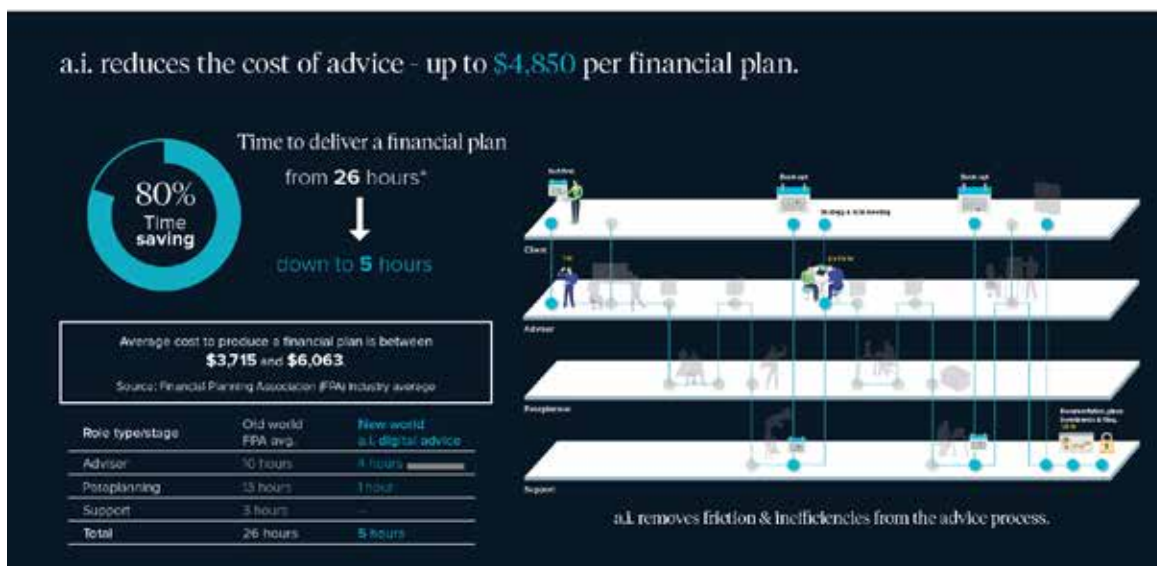 a.i. reduces the cost of advice - up to $4,850 per financial plan.
80%
Time
saving
Time to deliver a financial plan
from 26 hours*
down to 5 hours
Average cost to produce a financial plan is between
$3,715 and $6,063
Source: Financial Planning Association (FPA) industry average
Role type/stage
Old world
FPA avg.
New world
a.i. digital advice
Adviser 10 hours 4 hours
Paraplanning 13 hours 1 hour
Support 3 hours –
Total 26 hours 5 hours
Client
Adviser
Paraplanner
Support
a.i. removes friction & inefficiencies from the advice process.